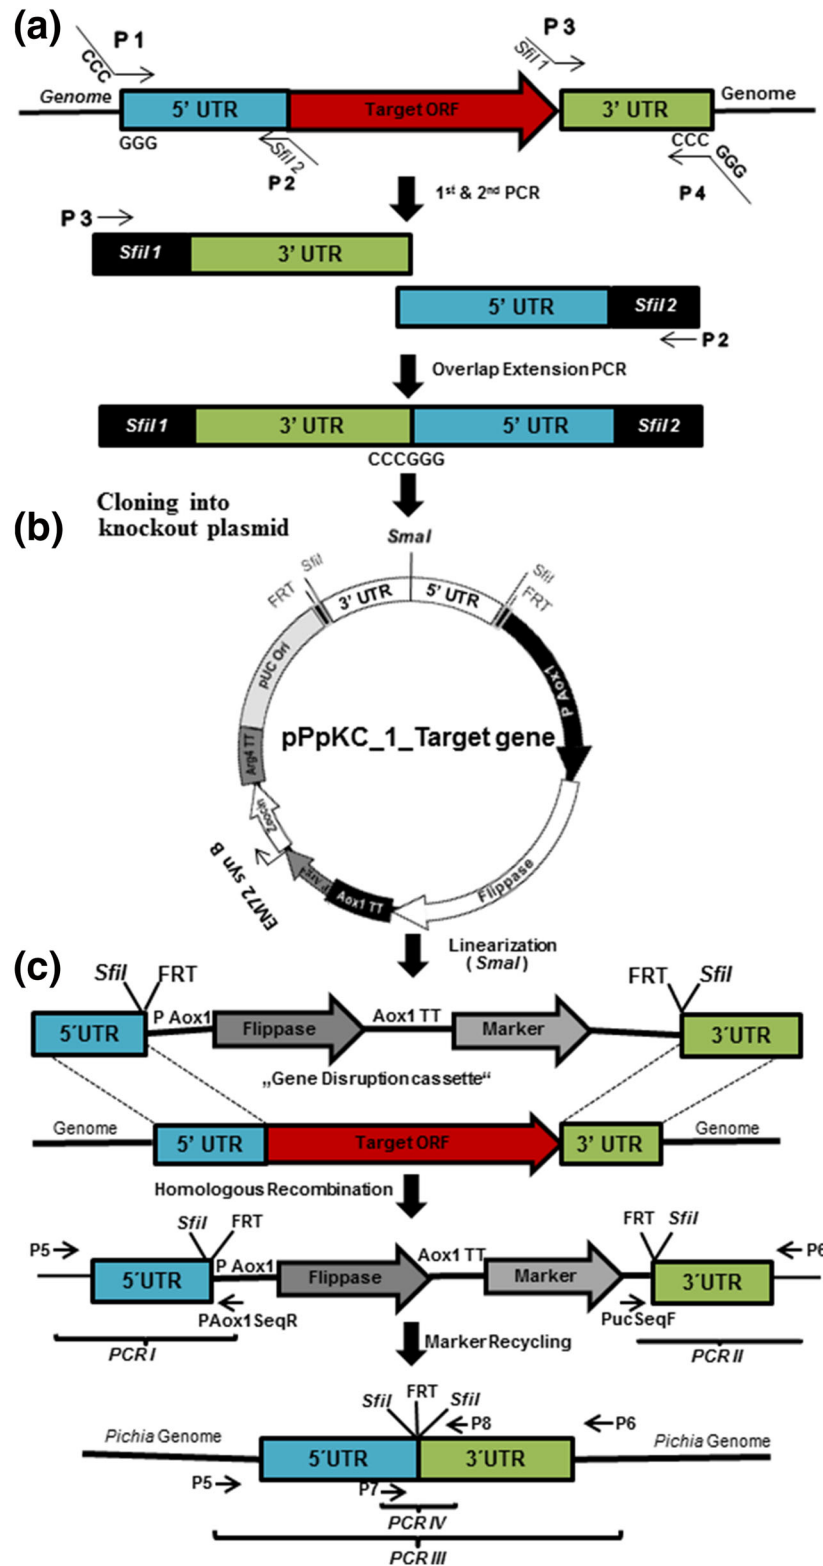 (a)
P 1
CCC
P 3
SfiI 1
Genome
5' UTR
Target ORF
3' UTR
Genome
GGG
SfiI 2
P2
CCC
GGG
P4
1st & 2nd PCR
P3
SfiI 1
3' UTR
5' UTR
SfiI 2
P2
Overlap Extension PCR
SfiI 1
3' UTR
5' UTR
SfiI 2
CCCGGG
Cloning into
knockout plasmid
(b)
SmaI
SfiI
FRT
3' UTR
5' UTR
SfiI
FRT
pUC Ori
P Aox1
pPpKC_1_Target gene
Arg4 TT
Zeocin
EM72 syn B
Aox1 TT
Flippase
Linearization
(SmaI)
(c)
SfiI
FRT
FRT
SfiI
5´UTR
P Aox1
Flippase
Aox1 TT
Marker
3´UTR
„Gene Disruption cassette“
Genome
5' UTR
Target ORF
3' UTR
Genome
Homologous Recombination
P5
SfiI
FRT
FRT
SfiI
P6
5´UTR
P Aox1
Flippase
Aox1 TT
Marker
3´UTR
PAox1SeqR
PucSeqF
PCR I
Marker Recycling
PCR II
SfiI
FRT
SfiI
P8
P6
Pichia Genome
5´UTR
3´UTR
Pichia Genome
P5
P7
PCR IV
PCR III